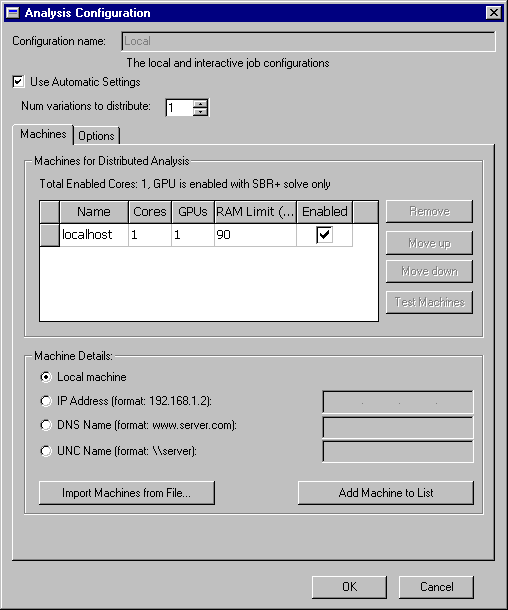 Analysis Configuration
Configuration name: Local
The local and interactive job configurations
Use Automatic Settings
Num variations to distribute: 1
Machines Options
Machines for Distributed Analysis
Total Enabled Cores: 1, GPU is enabled with SBR+ solve only
Name Cores GPUs RAM Limit (... Enabled
localhost 1 1 90
Remove
Move up
Move down
Test Machines
Machine Details:
Local machine
IP Address (format: 192.168.1.2): . . .
DNS Name (format: www.server.com):
UNC Name (format: \\server):
Import Machines from File... Add Machine to List
OK Cancel